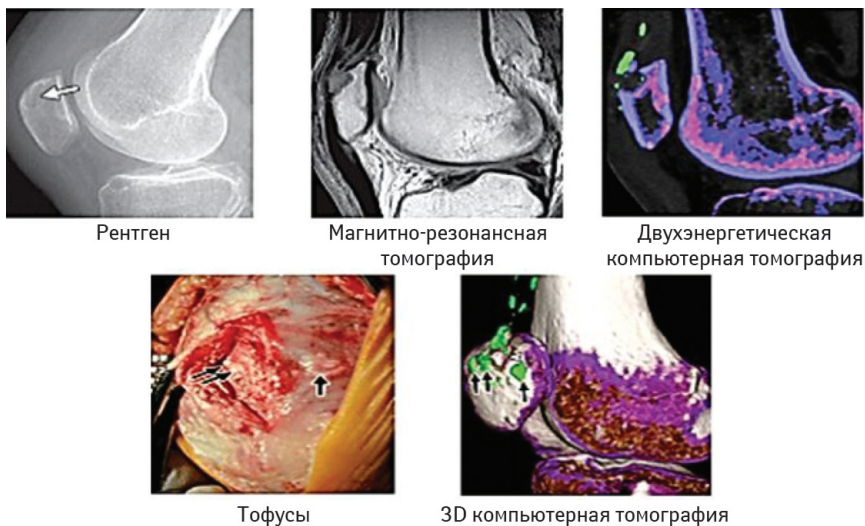 Рентген
Магнитно-резонансная
томография
Двухэнергетическая
компьютерная томография
Тофусы
3D компьютерная томография